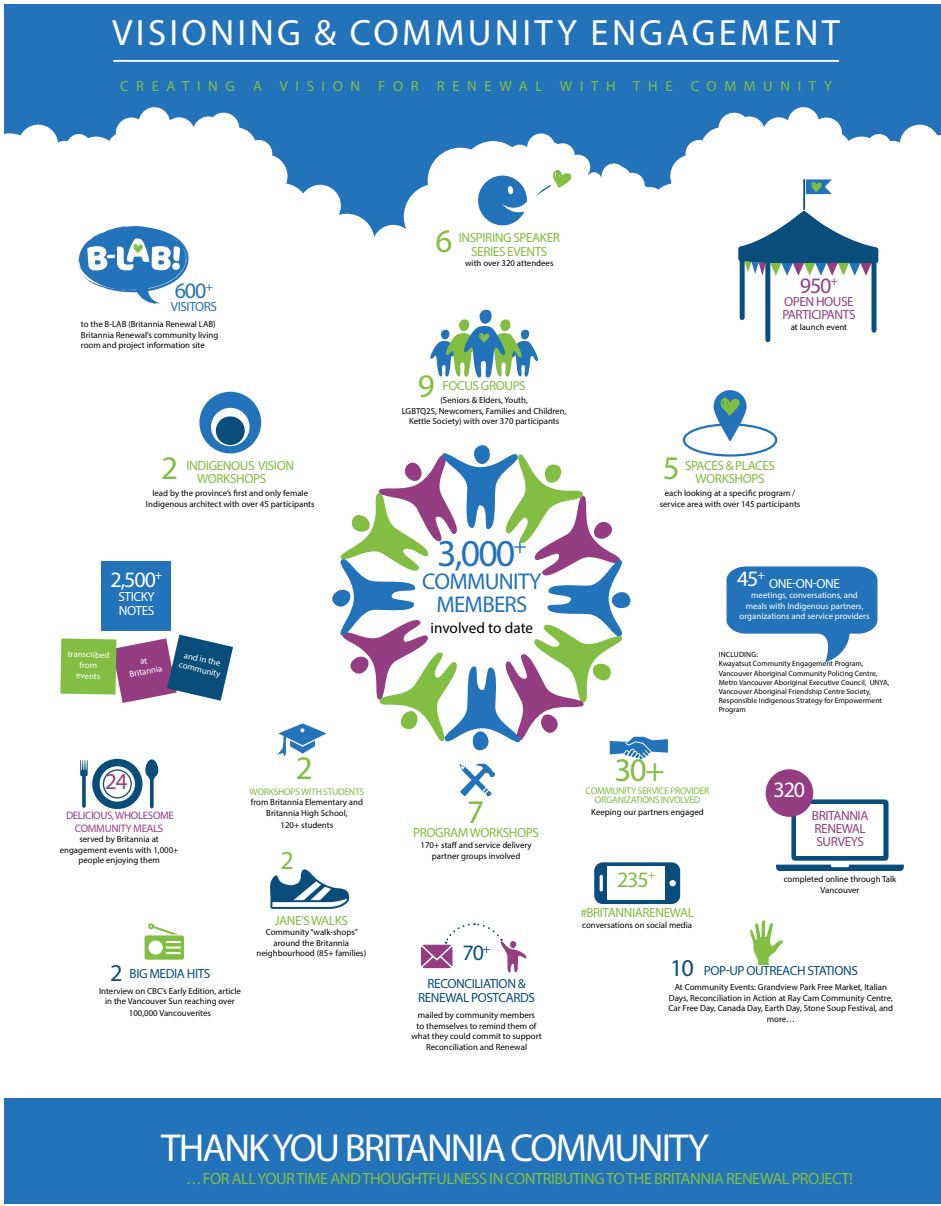 VISIONING & COMMUNITY ENGAGEMENT
CREATING A VISION FOR RENEWAL WITH THE COMMUNITY
6 INSPIRING SPEAKER
SERIES EVENTS
with over 320 attendees
B-LAB!
600+
VISITORS
to the B-LAB (Britannia Renewal LAB)
Britannia Renewal's community living
room and project information site
950+
OPEN HOUSE
PARTICIPANTS
at launch event
9 FOCUS GROUPS
(Seniors & Elders, Youth,
LGBTQ2S, Newcomers, Families and Children,
Kettle Society) with over 370 participants
2 INDIGENOUS VISION
WORKSHOPS
lead by the province's first and only female
Indigenous architect with over 45 participants
5 SPACES & PLACES
WORKSHOPS
each looking at a specific program /
service area with over 145 participants
3,000+
COMMUNITY
MEMBERS
involved to date
2,500+
STICKY
NOTES
transcribed
from
events
at
Britannia
and in the
community
45+ ONE-ON-ONE
meetings, conversations, and
meals with Indigenous partners,
organizations and service providers
INCLUDING:
Kwayatsut Community Engagement Program,
Vancouver Aboriginal Community Policing Centre,
Metro Vancouver Aboriginal Executive Council, UNYA,
Vancouver Aboriginal Friendship Centre Society,
Responsible Indigenous Strategy for Empowerment
Program
24
DELICIOUS, WHOLESOME
COMMUNITY MEALS
served by Britannia at
engagement events with 1,000+
people enjoying them
2
WORKSHOPS WITH STUDENTS
from Britannia Elementary and
Britannia High School,
120+ students
7
PROGRAM WORKSHOPS
170+ staff and service delivery
partner groups involved
30+
COMMUNITY SERVICE PROVIDER
ORGANIZATIONS INVOLVED
Keeping our partners engaged
320
BRITANNIA
RENEWAL
SURVEYS
completed online through Talk
Vancouver
2
JANE'S WALKS
Community "walk-shops"
around the Britannia
neighbourhood (85+ families)
235+
#BRITANNIARENEWAL
conversations on social media
2 BIG MEDIA HITS
Interview on CBC's Early Edition, article
in the Vancouver Sun reaching over
100,000 Vancouverites
70+
RECONCILIATION &
RENEWAL POSTCARDS
mailed by community members
to themselves to remind them of
what they could commit to support
Reconciliation and Renewal
10 POP-UP OUTREACH STATIONS
At Community Events: Grandview Park Free Market, Italian
Days, Reconciliation in Action at Ray Cam Community Centre,
Car Free Day, Canada Day, Earth Day, Stone Soup Festival, and
more…
THANK YOU BRITANNIA COMMUNITY
…FOR ALL YOUR TIME AND THOUGHTFULNESS IN CONTRIBUTING TO THE BRITANNIA RENEWAL PROJECT!